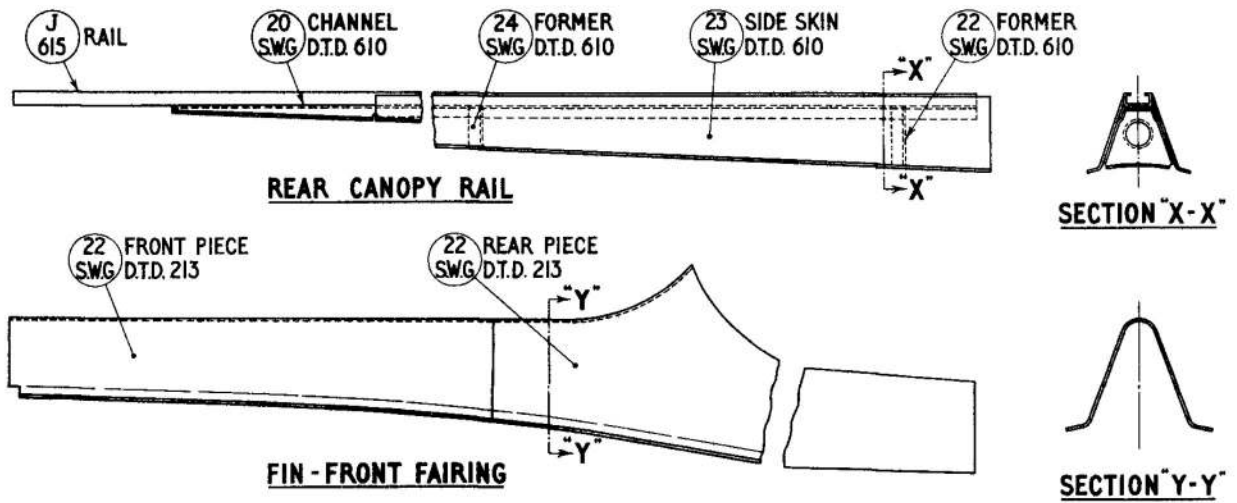 J 615 RAIL
20 S.W.G CHANNEL D.T.D. 610
24 S.W.G FORMER D.T.D. 610
23 S.W.G SIDE SKIN D.T.D. 610
22 S.W.G FORMER D.T.D. 610
"X"
"X"
REAR CANOPY RAIL
SECTION "X-X"
22 S.W.G FRONT PIECE D.T.D. 213
22 S.W.G REAR PIECE D.T.D. 213
"Y"
"Y"
FIN - FRONT FAIRING
SECTION "Y-Y"